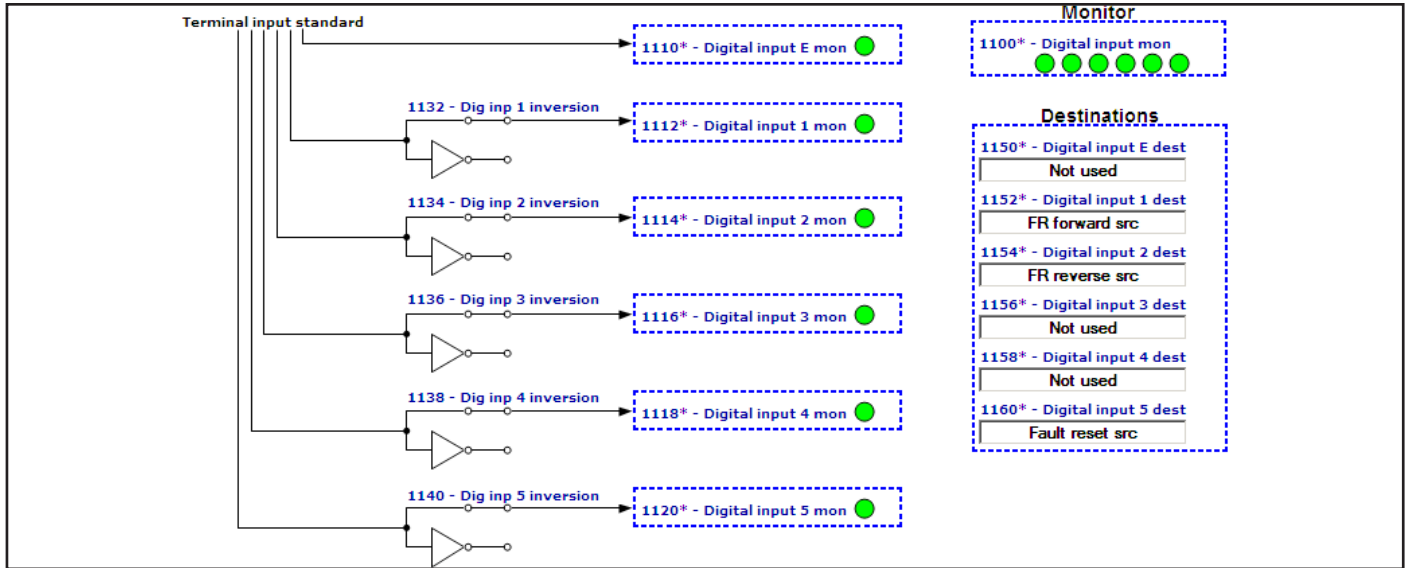 Terminal input standard
1110* - Digital input E mon
1132 - Dig inp 1 inversion
1112* - Digital input 1 mon
1134 - Dig inp 2 inversion
1114* - Digital input 2 mon
1136 - Dig inp 3 inversion
1116* - Digital input 3 mon
1138 - Dig inp 4 inversion
1118* - Digital input 4 mon
1140 - Dig inp 5 inversion
1120* - Digital input 5 mon
Monitor
1100* - Digital input mon
Destinations
1150* - Digital input E dest
Not used
1152* - Digital input 1 dest
FR forward src
1154* - Digital input 2 dest
FR reverse src
1156* - Digital input 3 dest
Not used
1158* - Digital input 4 dest
Not used
1160* - Digital input 5 dest
Fault reset src